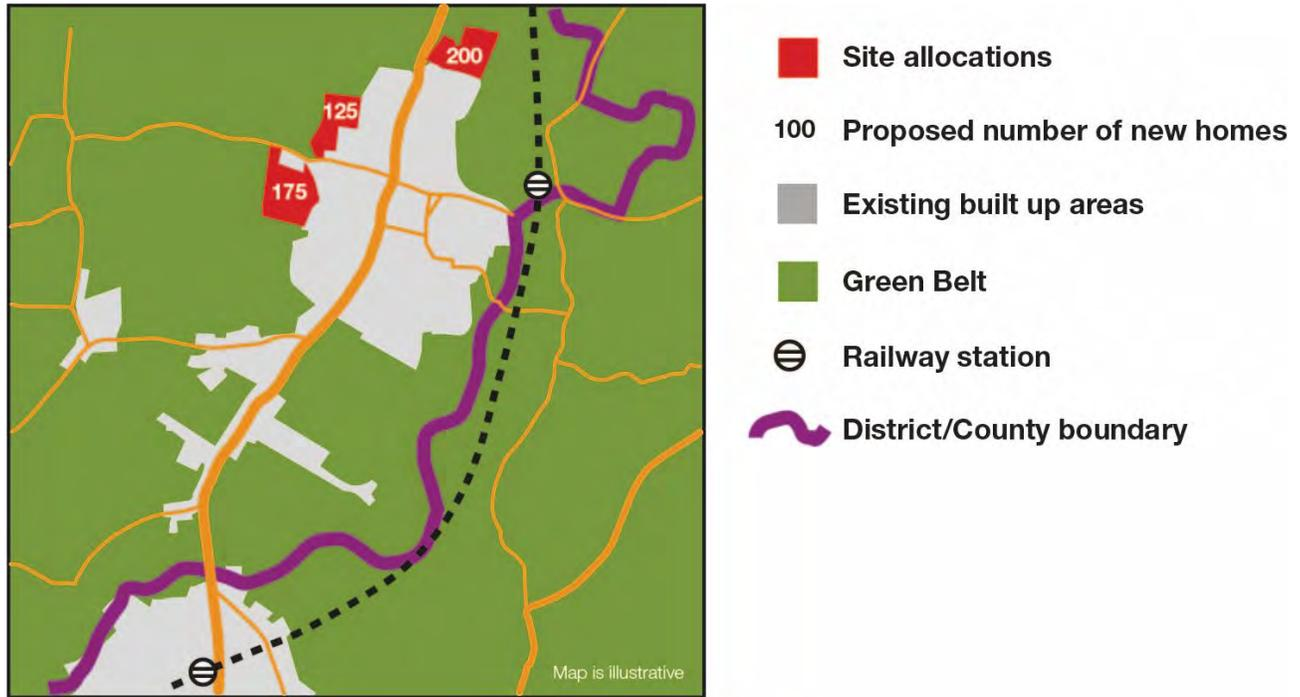 200
125
175
Map is illustrative
Site allocations
100 Proposed number of new homes
Existing built up areas
Green Belt
Railway station
District/County boundary